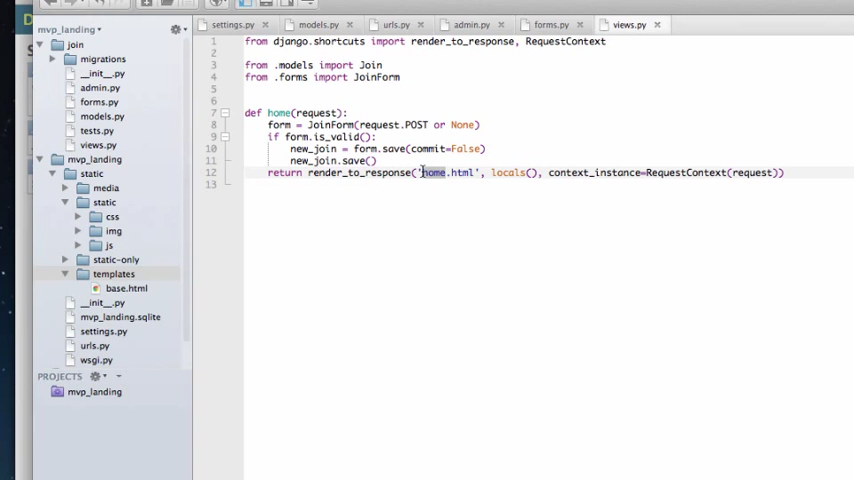 settings.py
models.py
urls.py
admin.py
forms.py
views.py
mvp_landing
join
migrations
__init__.py
admin.py
forms.py
models.py
tests.py
views.py
mvp_landing
static
media
static
css
img
js
static-only
templates
base.html
__init__.py
mvp_landing.sqlite
settings.py
urls.py
wsgi.py
PROJECTS
mvp_landing
1 from django.shortcuts import render_to_response, RequestContext
2
3 from .models import Join
4 from .forms import JoinForm
5
6
7 def home(request):
8 form = JoinForm(request.POST or None)
9 if form.is_valid():
10 new_join = form.save(commit=False)
11 new_join.save()
12 return render_to_response('home.html', locals(), context_instance=RequestContext(request))
13